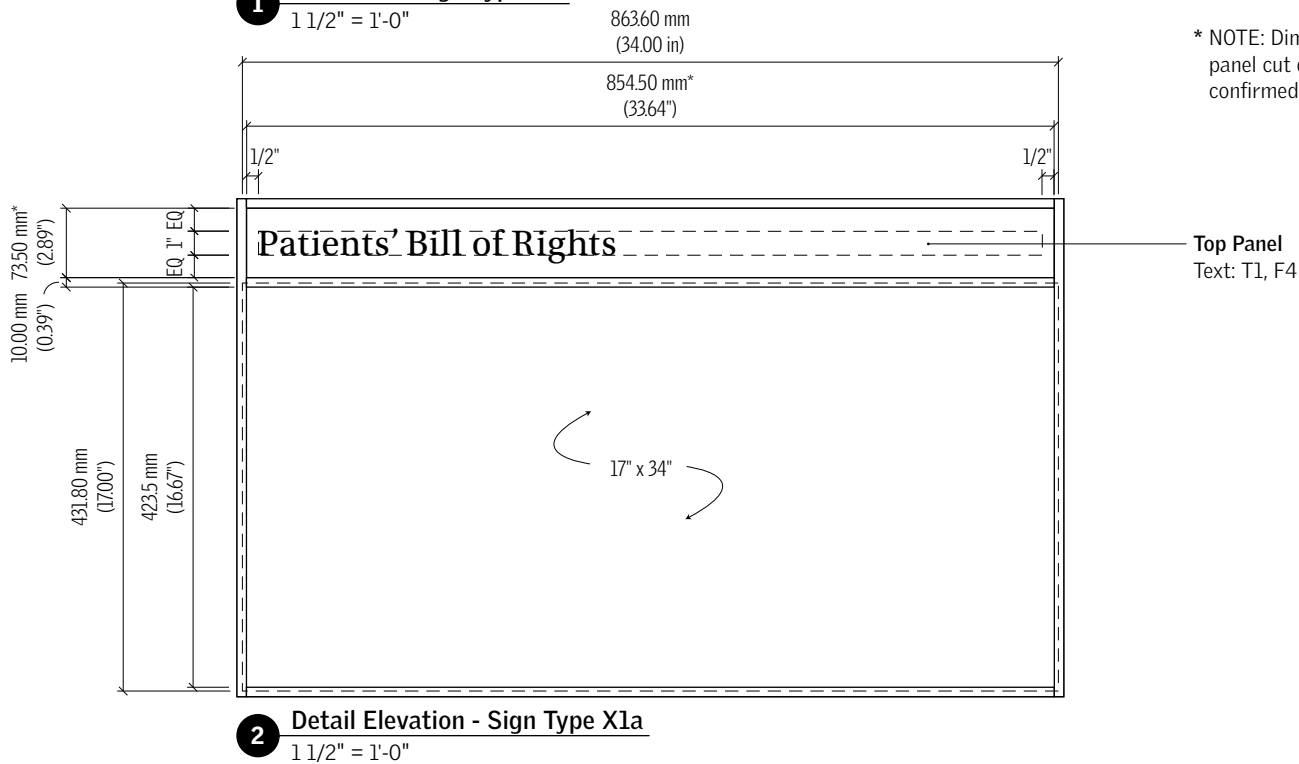 1
1 1/2" = 1'-0"
863.60 mm
(34.00 in)
* NOTE:
panel cut
confirmed
854.50 mm*
(33.64")
1/2"
1/2"
73.50 mm*
(2.89")
EQ 1" EQ
Patients’ Bill of Rights
Top Panel
Text: T1, F4
10.00 mm
(0.39")
431.80 mm
(17.00")
423.5 mm
(16.67")
17" x 34"
2
Detail Elevation - Sign Type X1a
1 1/2" = 1'-0"